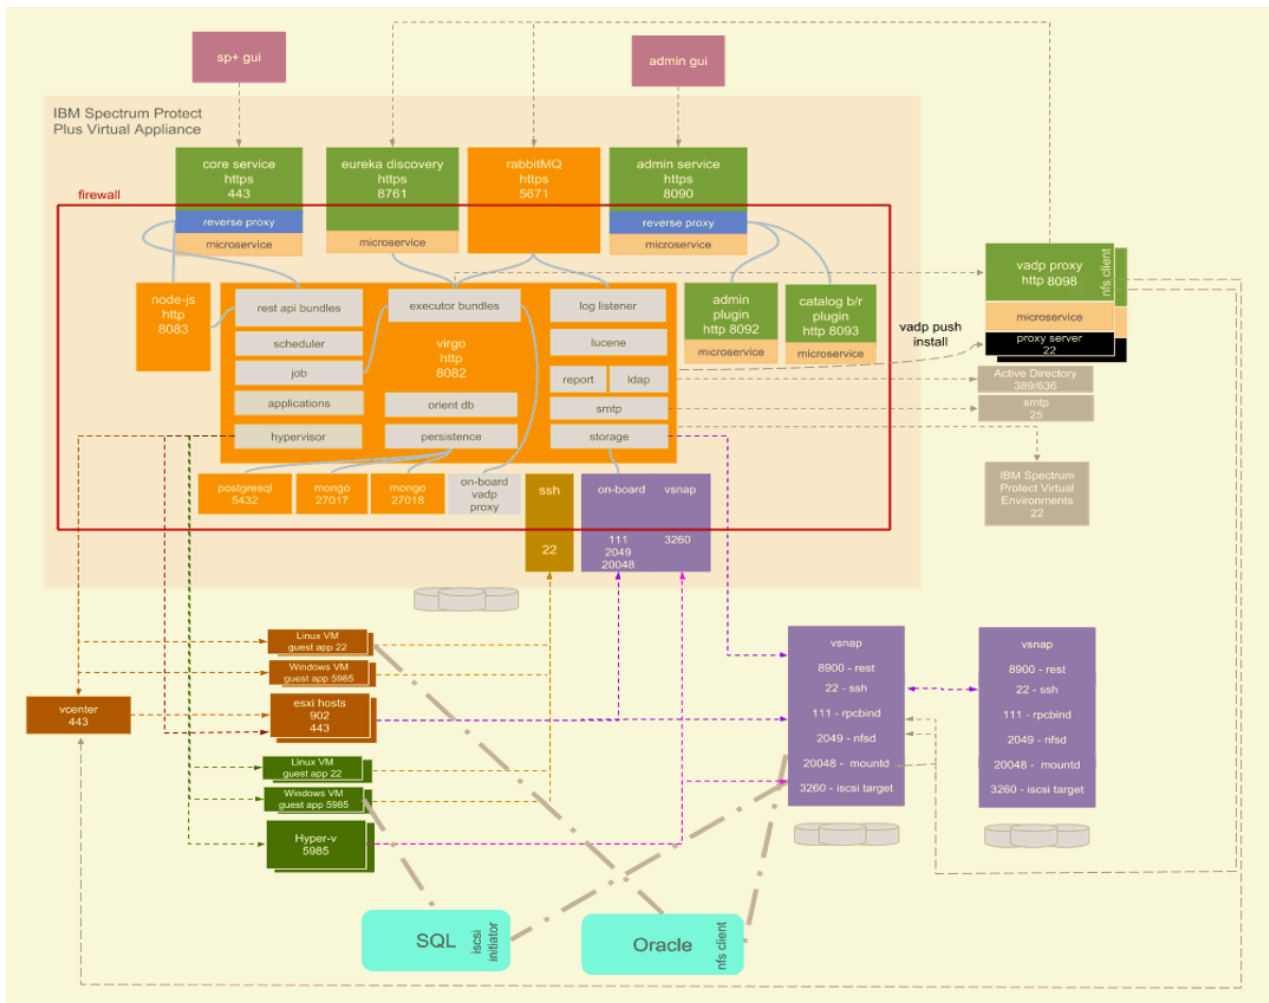 sp+ gui
admin gui
IBM Spectrum Protect
Plus Virtual Appliance
core service
https
443
eureka discovery
https
8761
rabbitMQ
https
5671
admin service
https
8090
firewall
reverse proxy
microservice
microservice
reverse proxy
microservice
node-js
http
8083
rest api bundles
scheduler
job
applications
hypervisor
executor bundles
virgo
http
8082
orient db
persistence
log listener
lucene
report
ldap
smtp
storage
admin
plugin
http 8092
microservice
catalog b/r
plugin
http 8093
microservice
vadp push
install
vadp proxy
http 8098
nfs client
microservice
proxy server
22
Active Directory
389/636
smtp
25
IBM Spectrum
Protect Virtual
Environments
22
postgresql
5432
mongo
27017
mongo
27018
on-board
vadp
proxy
ssh
22
on-board
vsnap
111
2049
20048
3260
Linux VM
guest app 22
Windows VM
guest app 5985
esxi hosts
902
443
vcenter
443
Linux VM
guest app 22
Windows VM
guest app 5985
Hyper-v
5985
vsnap
8900 - rest
22 - ssh
111 - rpcbind
2049 - nfsd
20048 - mountd
3260 - iscsi target
vsnap
8900 - rest
22 - ssh
111 - rpcbind
2049 - nfsd
20048 - mountd
3260 - iscsi target
SQL
iscsi
initiator
Oracle
nfs client